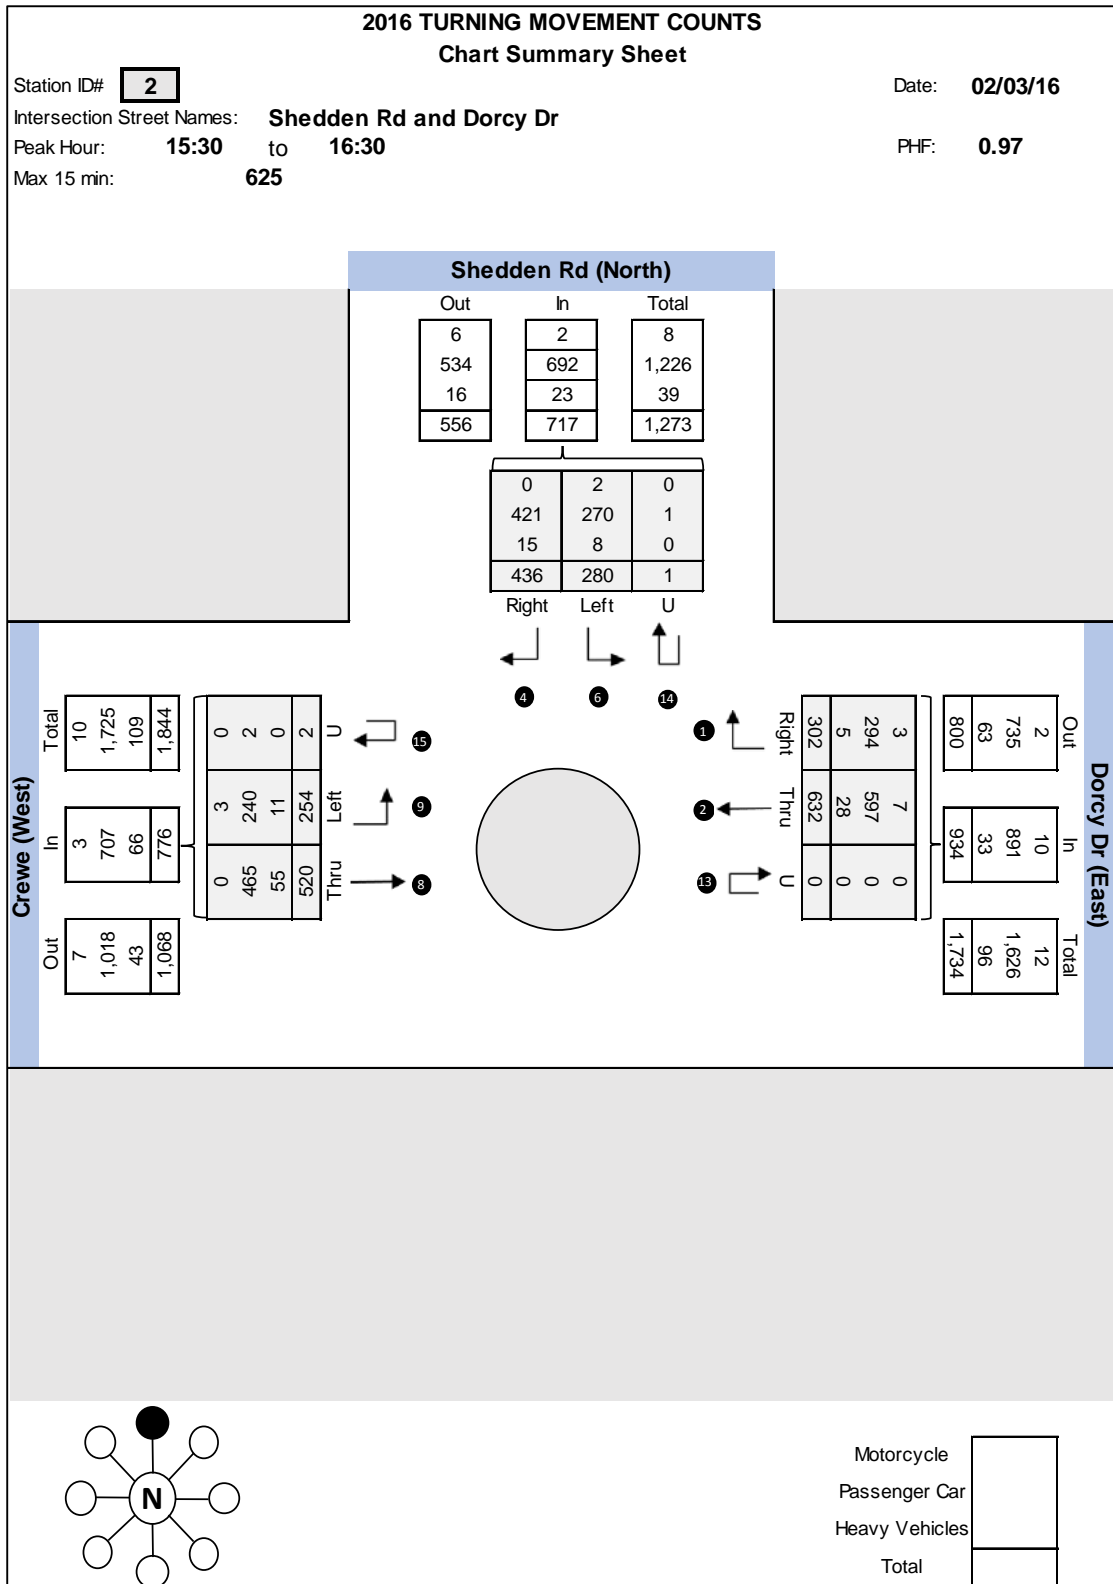 2016 TURNING MOVEMENT COUNTS
Chart Summary Sheet
Station ID# 2 Date: 02/03/16
Intersection Street Names: Shedden Rd and Dorcy Dr
Peak Hour: 15:30 to 16:30 PHF: 0.97
Max 15 min: 625
Shedden Rd (North)
Out In Total
6 2 8
534 692 1,226
16 23 39
556 717 1,273
0 2 0
421 270 1
15 8 0
436 280 1
Right Left U
4 6 14
Crewe (West)
Total 10 1,725 109 1,844
In 3 707 66 776
Out 7 1,018 43 1,068
0 2 0 2 U 15
3 240 11 254 Left 9
0 465 55 520 Thru 8
1 Right 302 5 294 3
2 Thru 632 28 597 7
13 U 0 0 0 0
Out 2 735 63 800
In 10 891 33 934
Total 12 1,626 96 1,734
Dorcy Dr (East)
N
Motorcycle
Passenger Car
Heavy Vehicles
Total